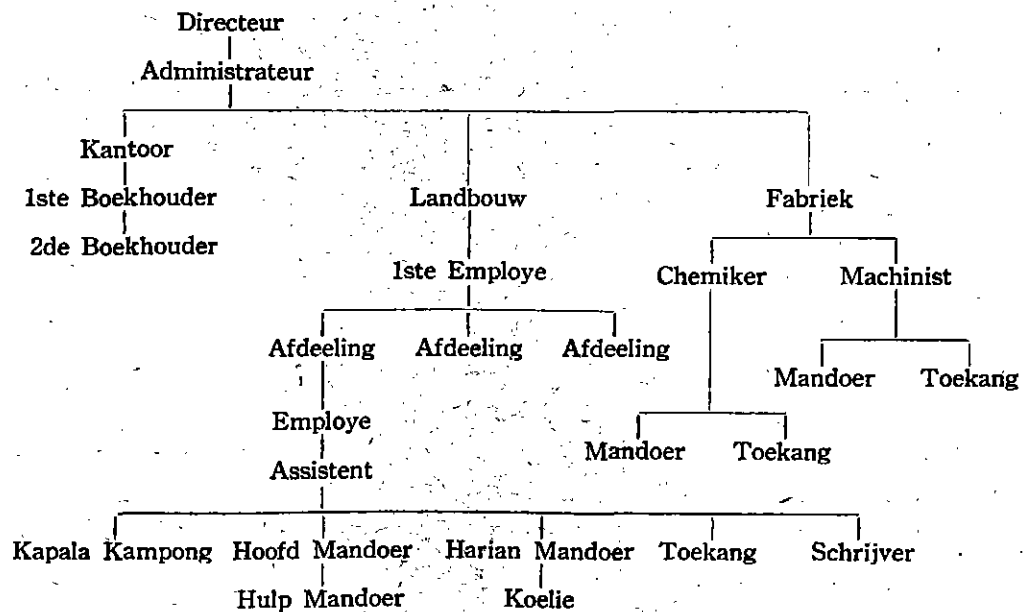 Directeur
Administrateur
Kantoor
1ste Boekhouder Landbouw Fabriek
2de Boekhouder
1ste Employe Chemiker Machinist
Afdeeling Afdeeling Afdeeling
Mandoer Toekang
Employe
Mandoer Toekang
Assistent
Kapala Kampong Hoofd Mandoer Harian Mandoer Toekang Schrijver
Hulp Mandoer Koelie